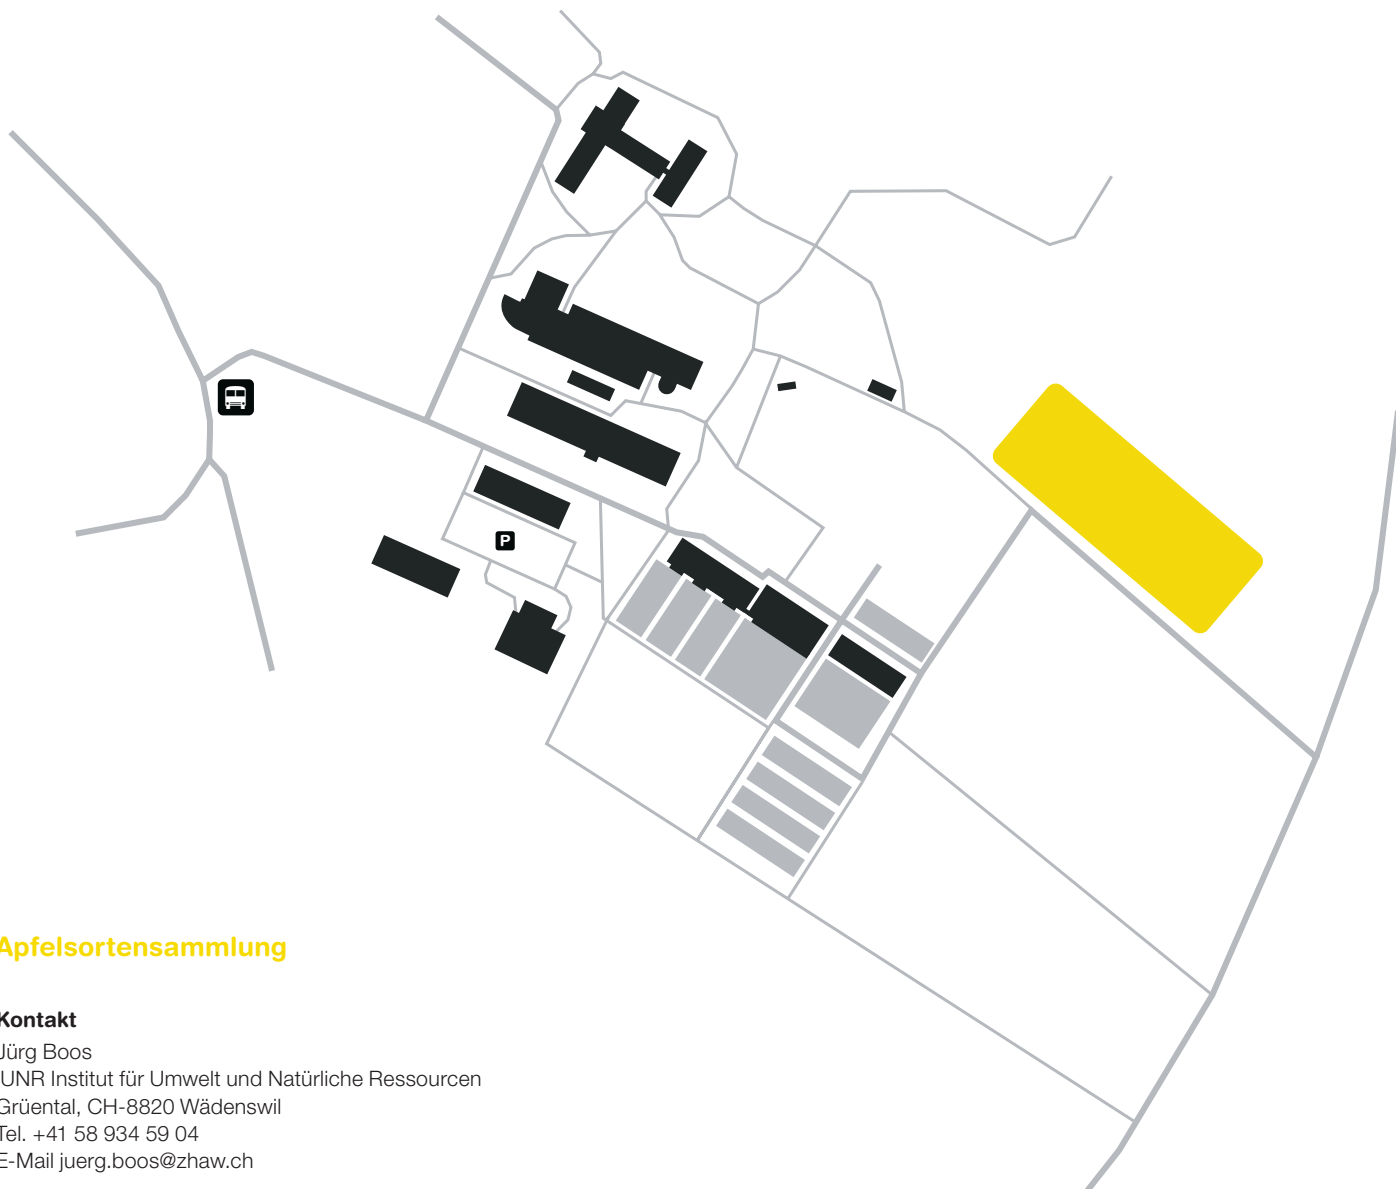 P
Apfelsortensammlung
Kontakt
Jürg Boos
IUNR Institut für Umwelt und Natürliche Ressourcen
Grüental, CH-8820 Wädenswil
Tel. +41 58 934 59 04
E-Mail juerg.boos@zhaw.ch